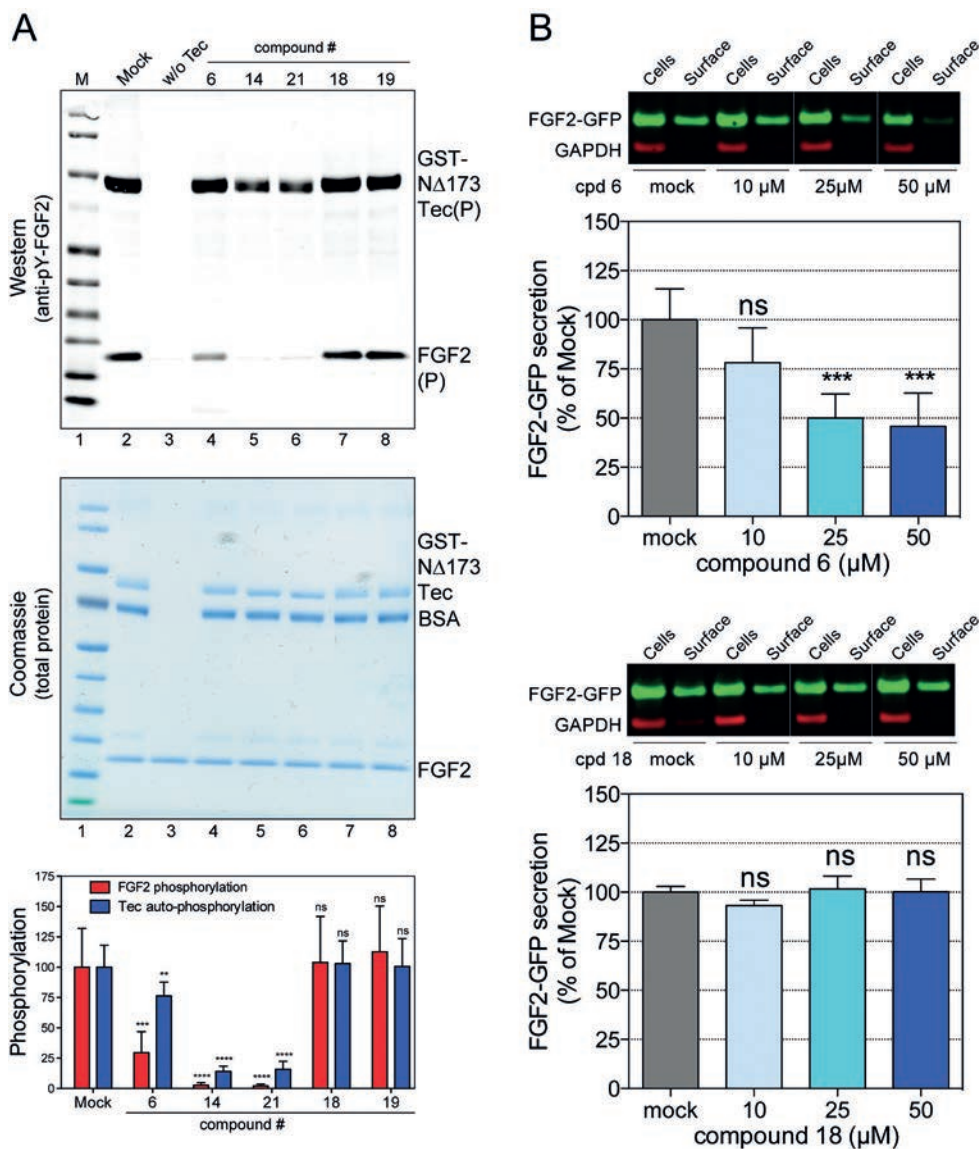 A
compound #
M Mock w/o Tec 6 14 21 18 19
Western
(anti-pY-FGF2)
GST-
NΔ173
Tec(P)
FGF2
(P)
1 2 3 4 5 6 7 8
Coomassie
(total protein)
GST-
NΔ173
Tec
BSA
FGF2
1 2 3 4 5 6 7 8
Phosphorylation
175
150
125
100
75
50
25
0
FGF2 phosphorylation
Tec auto-phosphorylation
*** ** **** **** **** **** ns ns ns ns
Mock 6 14 21 18 19
compound #
B
Cells Surface Cells Surface Cells Surface Cells Surface
FGF2-GFP
GAPDH
cpd 6 mock 10 µM 25µM 50 µM
FGF2-GFP secretion
(% of Mock)
150
125
100
75
50
25
0
ns *** ***
mock 10 25 50
compound 6 (µM)
Cells Surface Cells Surface Cells Surface Cells Surface
FGF2-GFP
GAPDH
cpd 18 mock 10 µM 25µM 50 µM
FGF2-GFP secretion
(% of Mock)
150
125
100
75
50
25
0
ns ns ns
mock 10 25 50
compound 18 (µM)